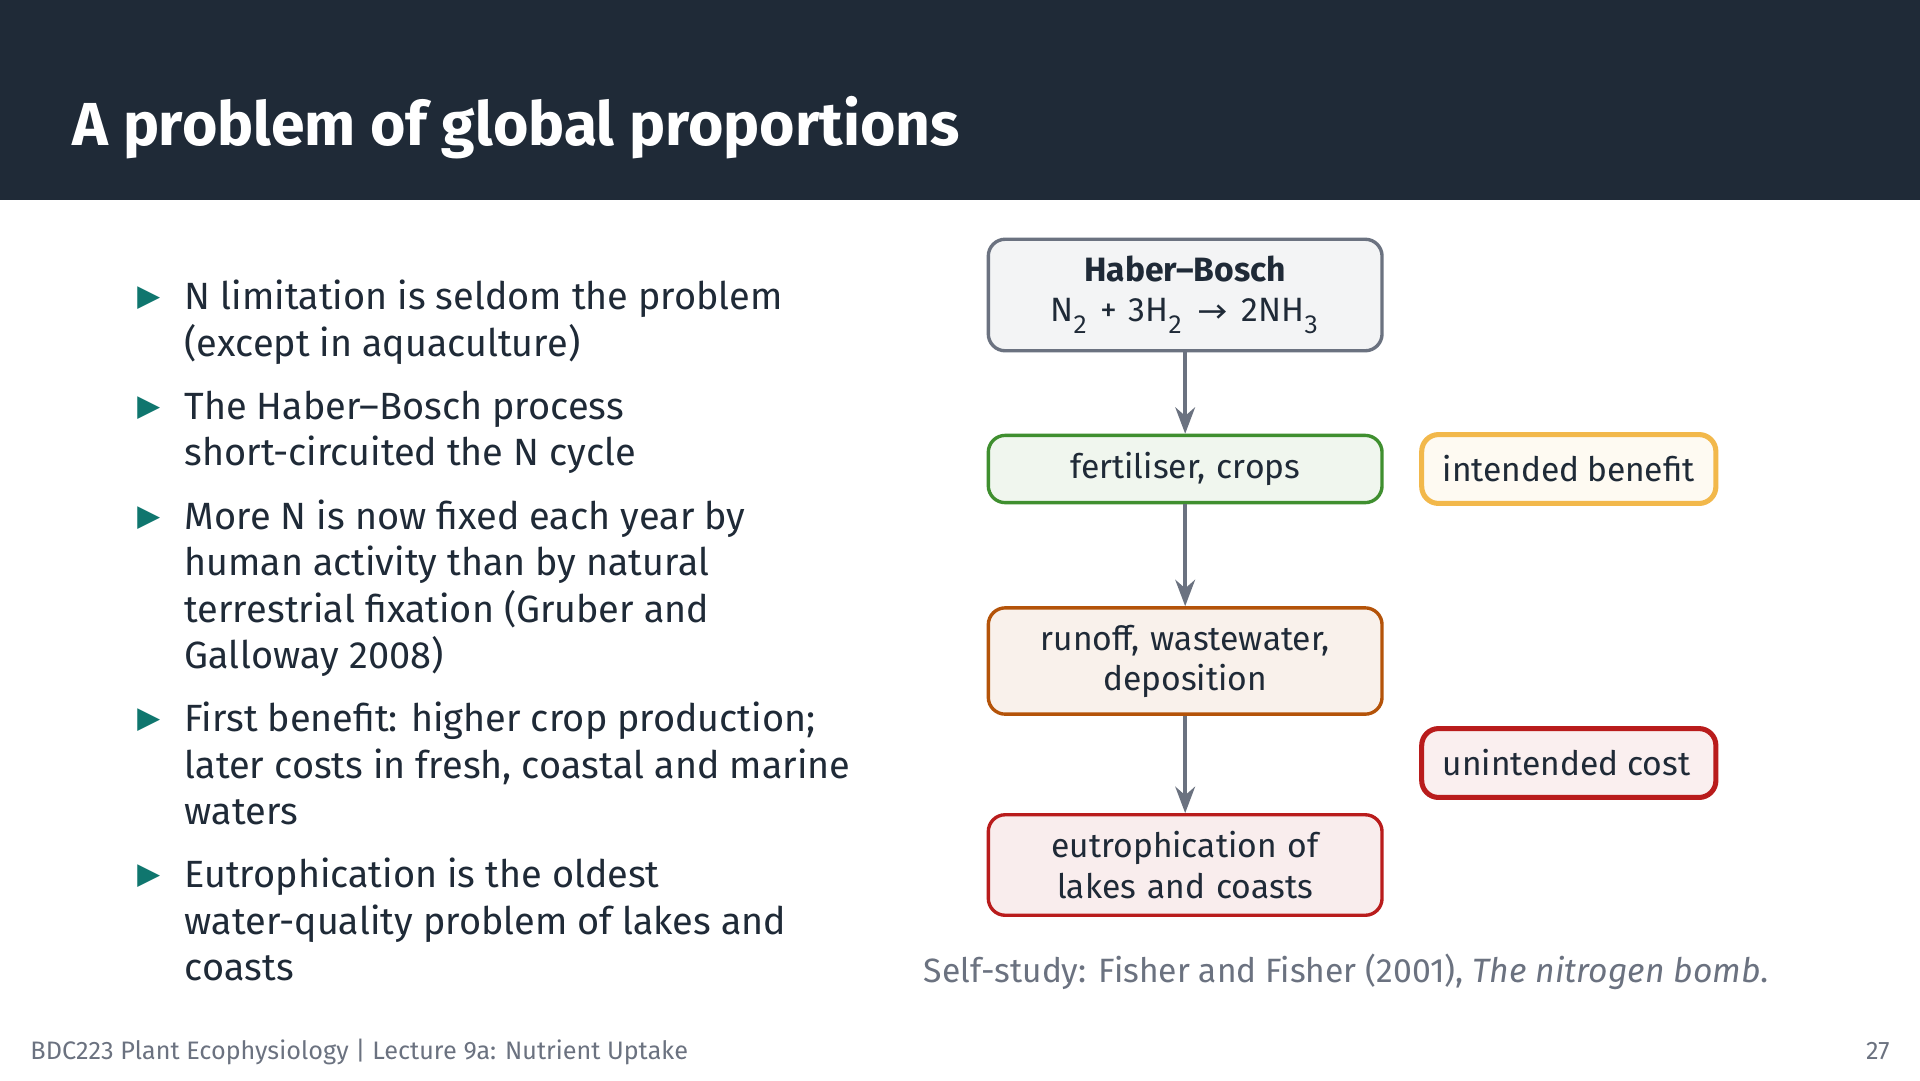 A problem of global proportions
► N limitation is seldom the problem
(except in aquaculture)
► The Haber–Bosch process
short-circuited the N cycle
► More N is now fixed each year by
human activity than by natural
terrestrial fixation (Gruber and
Galloway 2008)
► First benefit: higher crop production;
later costs in fresh, coastal and marine
waters
► Eutrophication is the oldest
water-quality problem of lakes and
coasts
Haber–Bosch
N₂ + 3H₂ → 2NH₃
fertiliser, crops
intended benefit
runoff, wastewater,
deposition
unintended cost
eutrophication of
lakes and coasts
Self-study: Fisher and Fisher (2001), The nitrogen bomb.
BDC223 Plant Ecophysiology | Lecture 9a: Nutrient Uptake
27